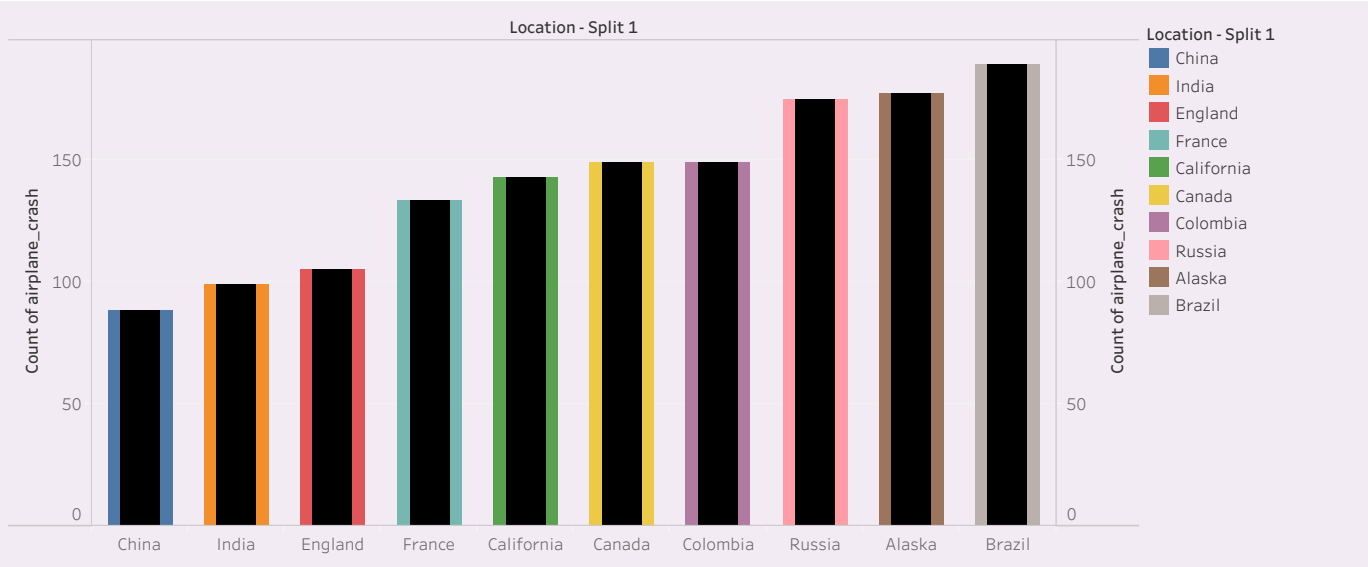 Location - Split 1
Count of airplane_crash
150
100
50
0
China
India
England
France
California
Canada
Colombia
Russia
Alaska
Brazil
150
100
50
0
Count of airplane_crash
Location - Split 1
China
India
England
France
California
Canada
Colombia
Russia
Alaska
Brazil